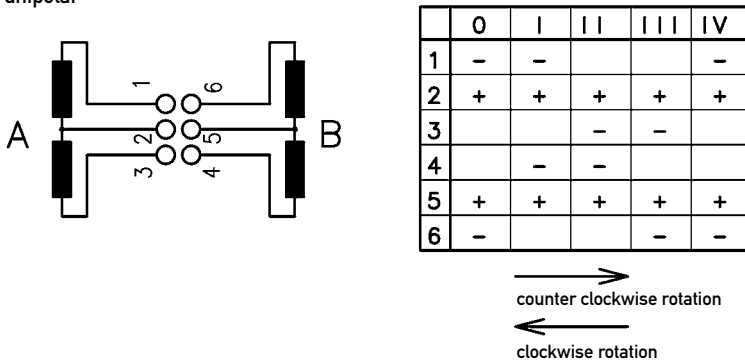 unipolar
A 1 6 B
2 5
3 4
0 I II III IV
1 - - -
2 + + + + +
3 - -
4 - -
5 + + + + +
6 - - -
counter clockwise rotation
clockwise rotation